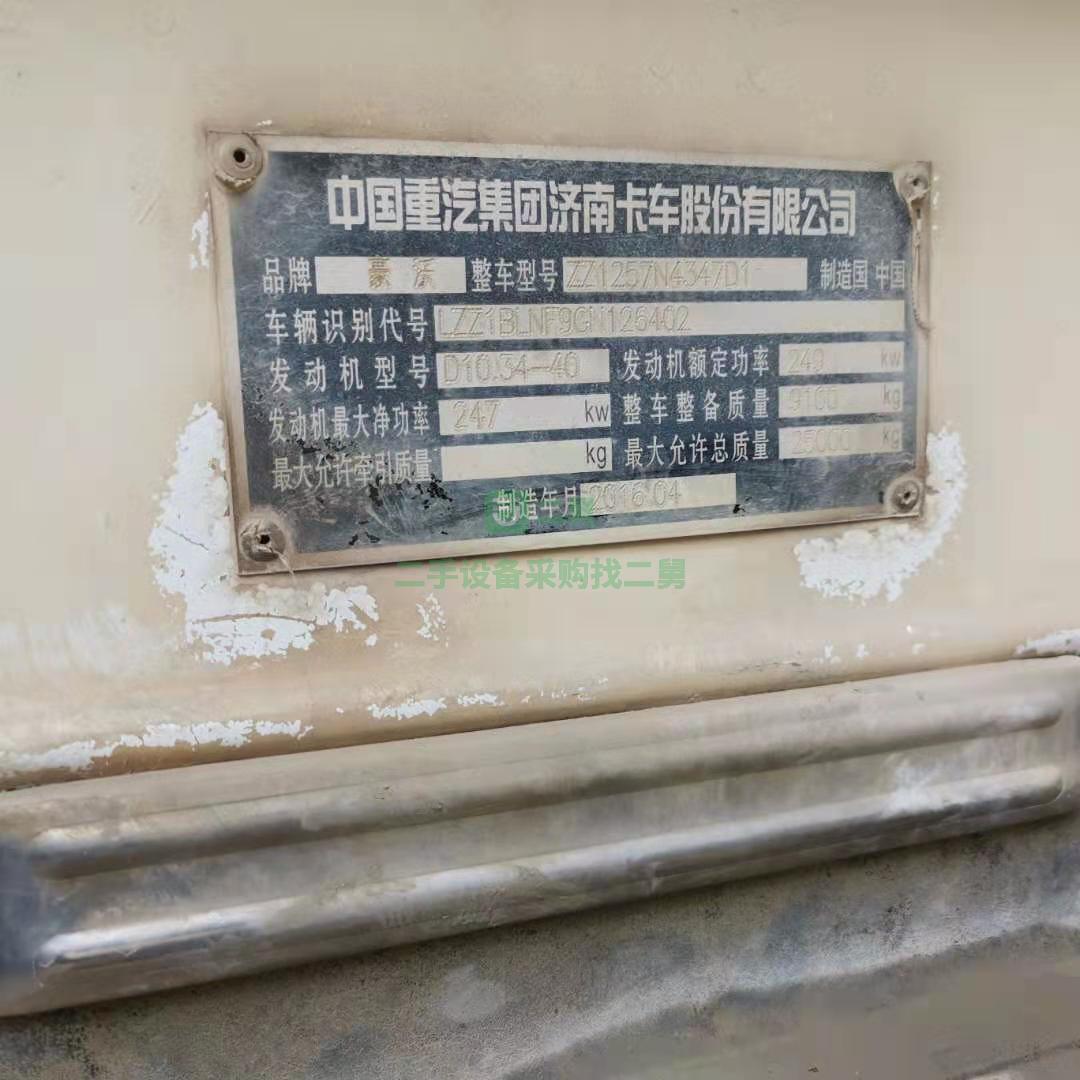 中国重汽集团济南卡车股份有限公司
品牌 豪沃 整车型号 ZZ1257N4347D1 制造国 中国
车辆识别代号 LZZ1BLNF9GN126402
发动机型号 D10.34-40 发动机额定功率 249 kw
发动机最大净功率 247 kw 整车整备质量 9100 kg
最大允许牵引质量 kg 最大允许总质量 25000 kg
制造年月 2016.04
二手设备采购找二舅